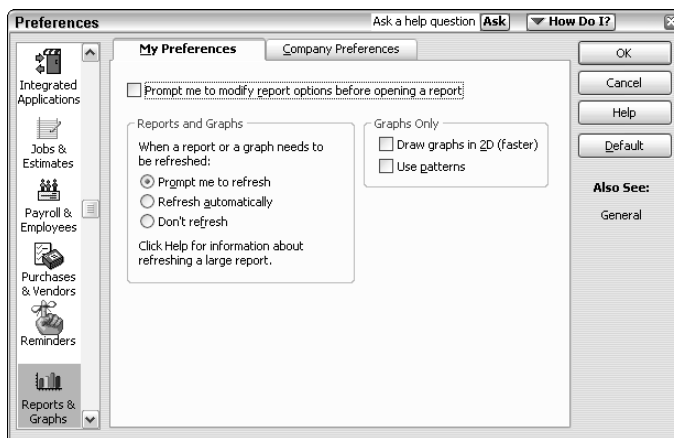 Preferences
Ask a help question Ask
How Do I?
Integrated
Applications
Jobs &
Estimates
Payroll &
Employees
Purchases
& Vendors
Reminders
Reports &
Graphs
My Preferences
Company Preferences
Prompt me to modify report options before opening a report
Reports and Graphs
When a report or a graph needs to
be refreshed:
Prompt me to refresh
Refresh automatically
Don't refresh
Click Help for information about
refreshing a large report.
Graphs Only
Draw graphs in 2D (faster)
Use patterns
OK
Cancel
Help
Default
Also See:
General